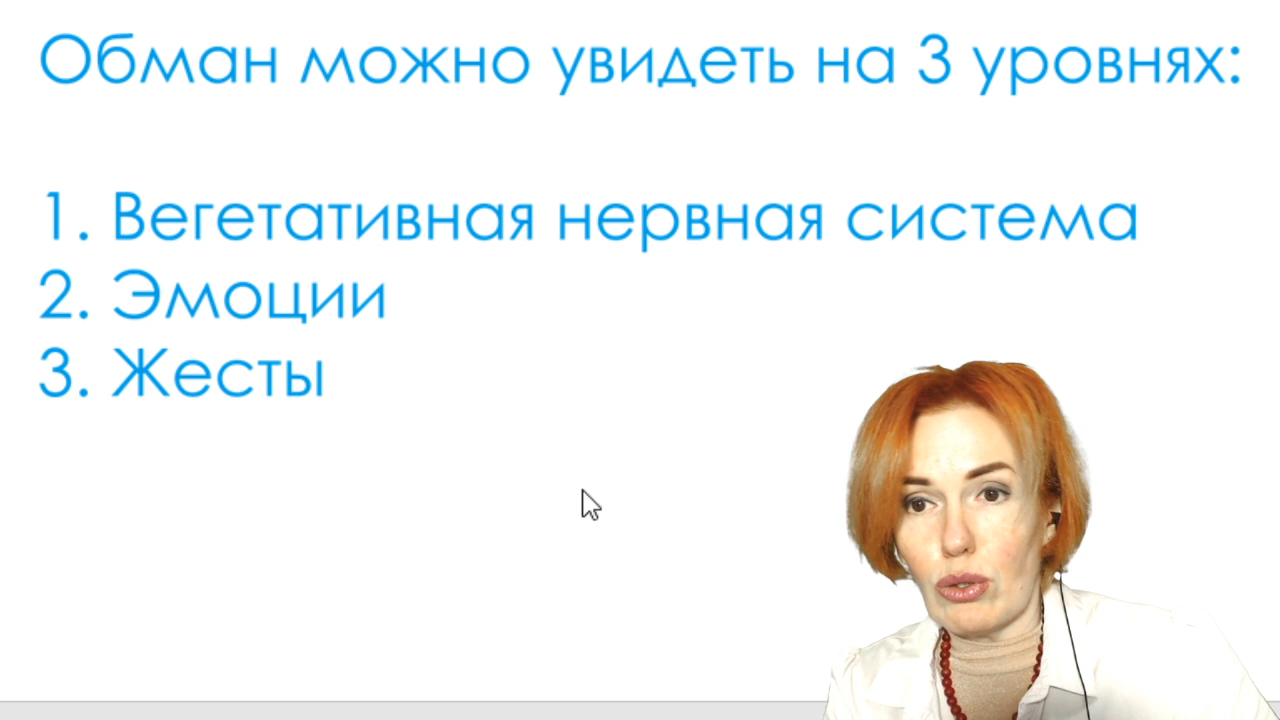 Обман можно увидеть на 3 уровнях:
1. Вегетативная нервная система
2. Эмоции
3. Жесты